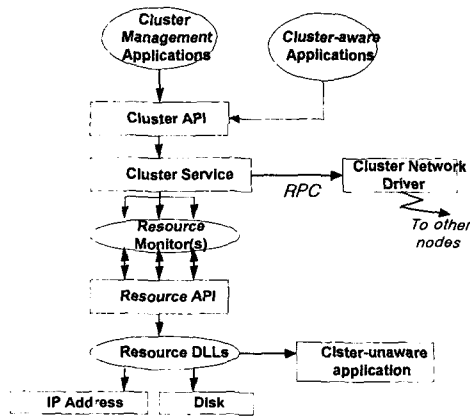 Cluster
Management
Applications
Cluster-aware
Applications
Cluster API
Cluster Service
RPC
Cluster Network
Driver
To other
nodes
Resource
Monitor(s)
Resource API
Resource DLLs
Clster-unaware
application
IP Address
Disk